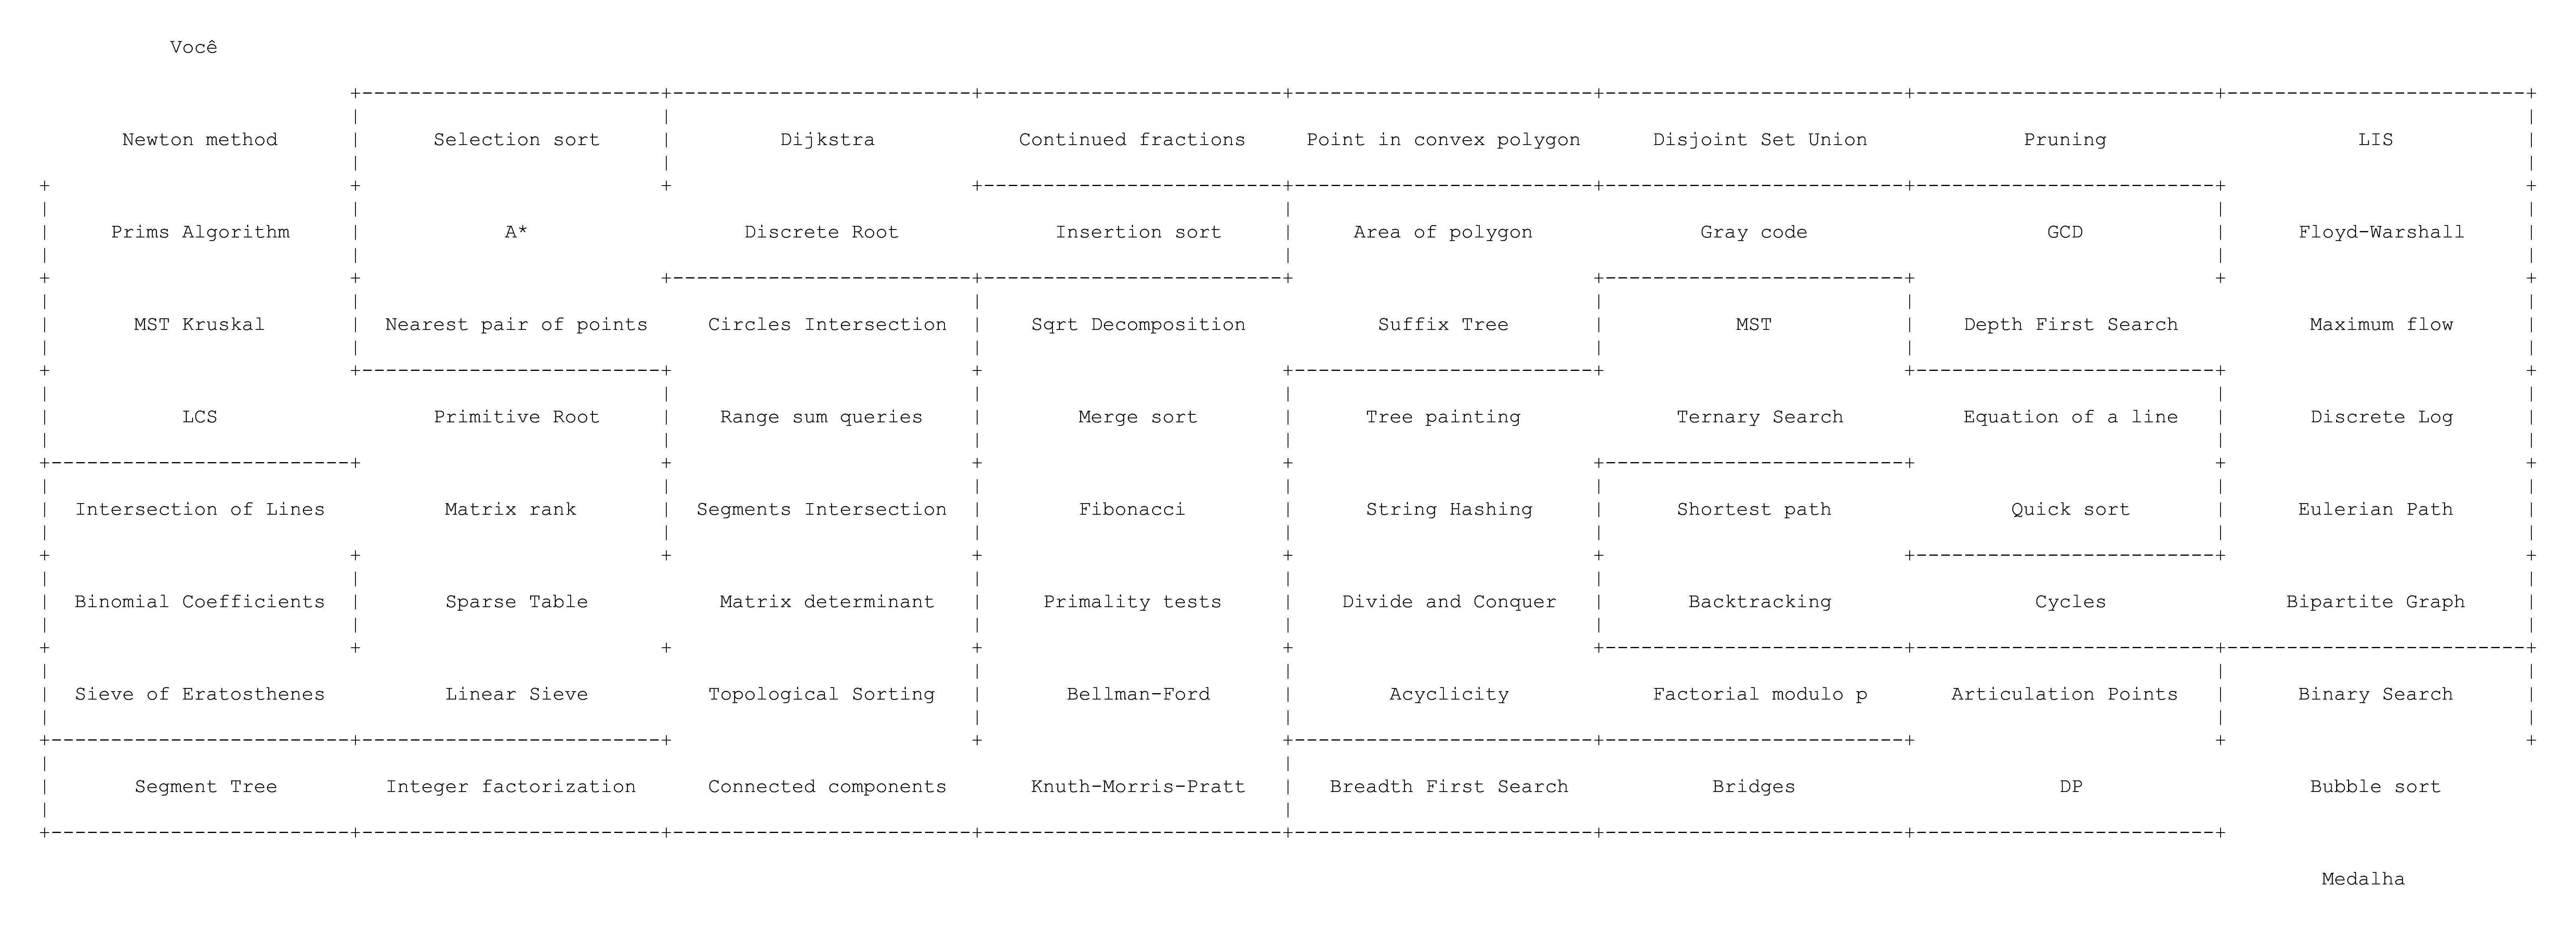 Você
Newton method Selection sort Dijkstra Continued fractions Point in convex polygon Disjoint Set Union Pruning LIS
Prims Algorithm A* Discrete Root Insertion sort Area of polygon Gray code GCD Floyd-Warshall
MST Kruskal Nearest pair of points Circles Intersection Sqrt Decomposition Suffix Tree MST Depth First Search Maximum flow
LCS Primitive Root Range sum queries Merge sort Tree painting Ternary Search Equation of a line Discrete Log
Intersection of Lines Matrix rank Segments Intersection Fibonacci String Hashing Shortest path Quick sort Eulerian Path
Binomial Coefficients Sparse Table Matrix determinant Primality tests Divide and Conquer Backtracking Cycles Bipartite Graph
Sieve of Eratosthenes Linear Sieve Topological Sorting Bellman-Ford Acyclicity Factorial modulo p Articulation Points Binary Search
Segment Tree Integer factorization Connected components Knuth-Morris-Pratt Breadth First Search Bridges DP Bubble sort
Medalha